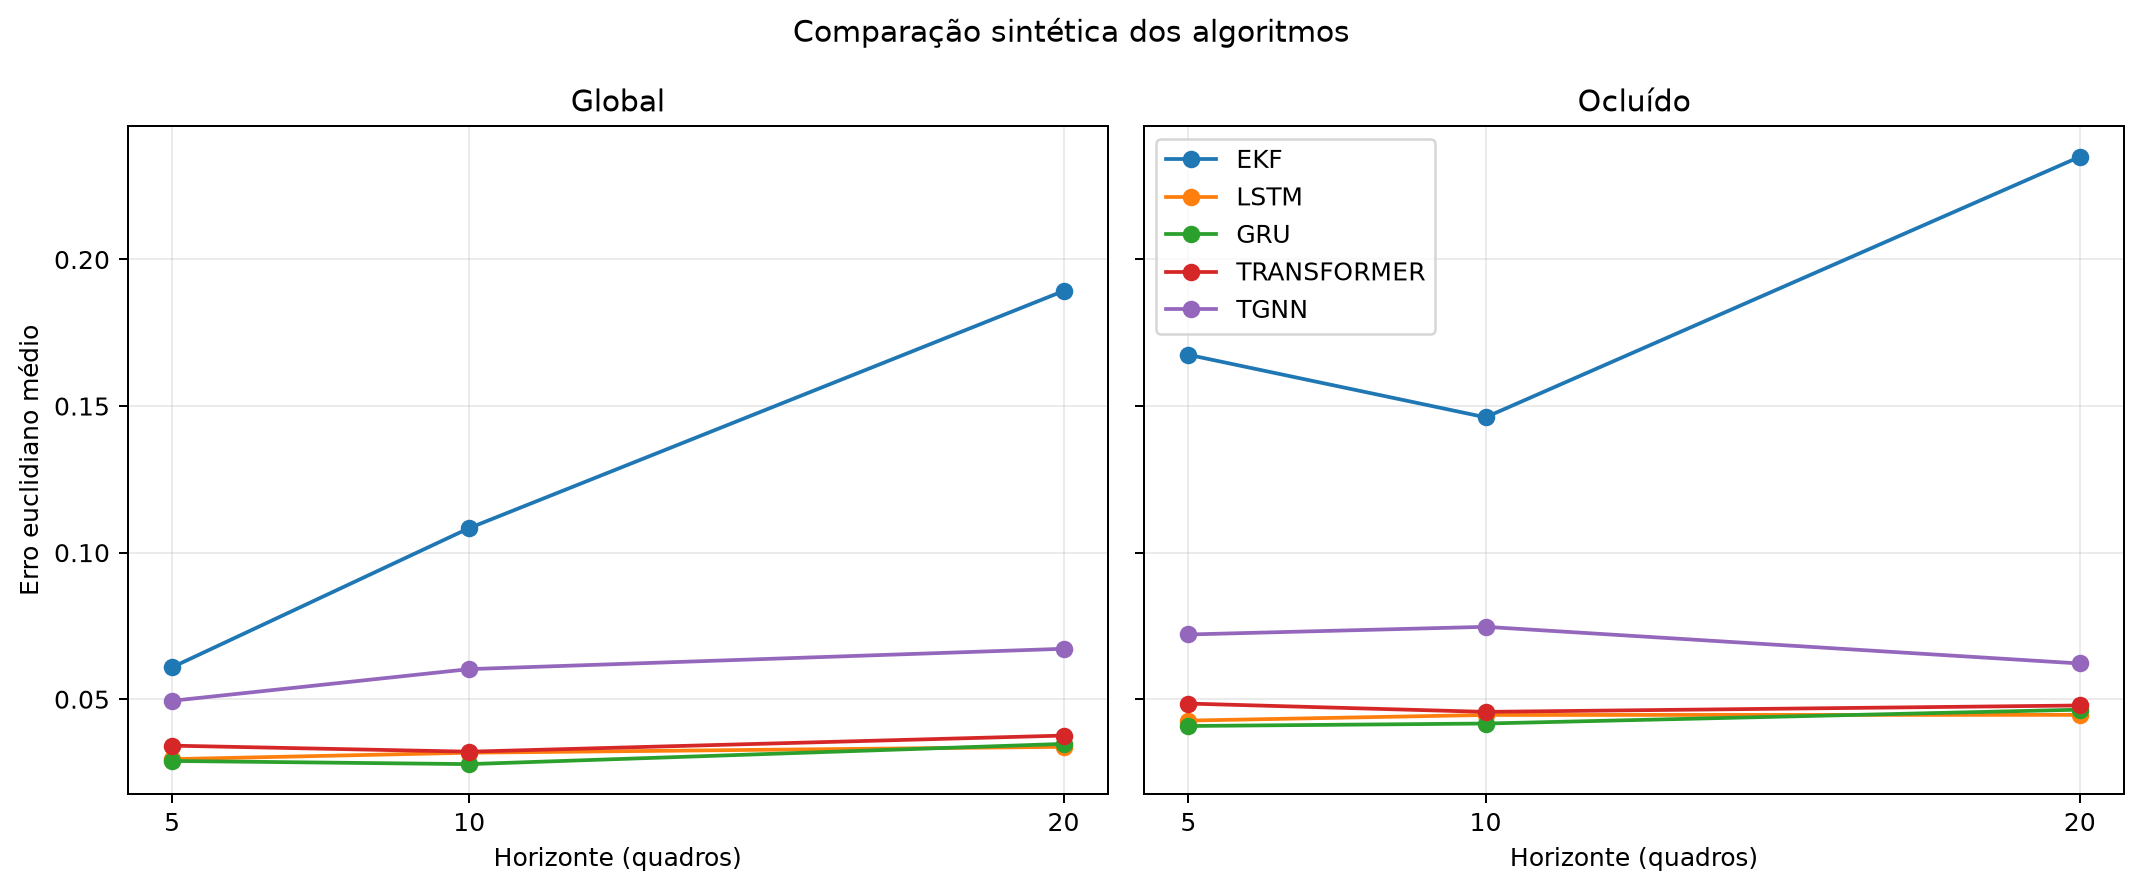 Comparação sintética dos algoritmos
Global
Erro euclidiano médio
0.20
0.15
0.10
0.05
5 10 20
Horizonte (quadros)
Ocluído
EKF
LSTM
GRU
TRANSFORMER
TGNN
5 10 20
Horizonte (quadros)